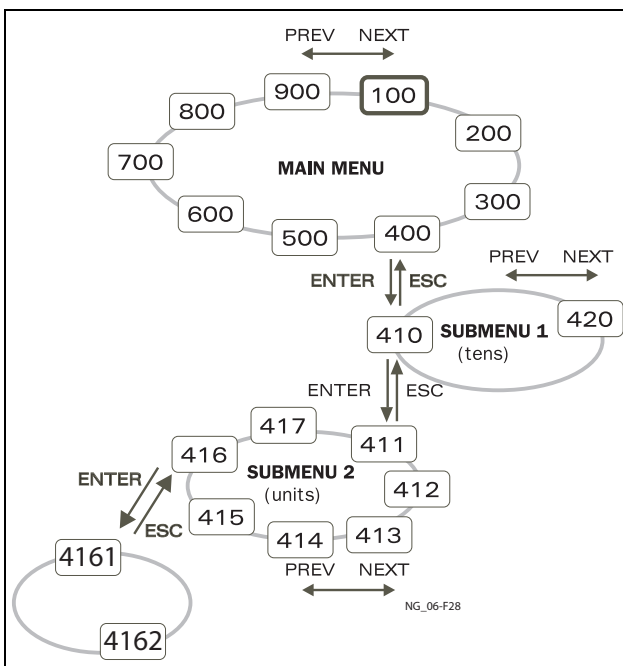 PREV NEXT
900 100
800 200
700 MAIN MENU
600 300
500 400
ENTER ESC
PREV NEXT
410 SUBMENU 1 420
(tens)
ENTER ESC
417 411
416 SUBMENU 2 412
(units)
415 413
414
ENTER
ESC
PREV NEXT
4161
4162
NG_06-F28